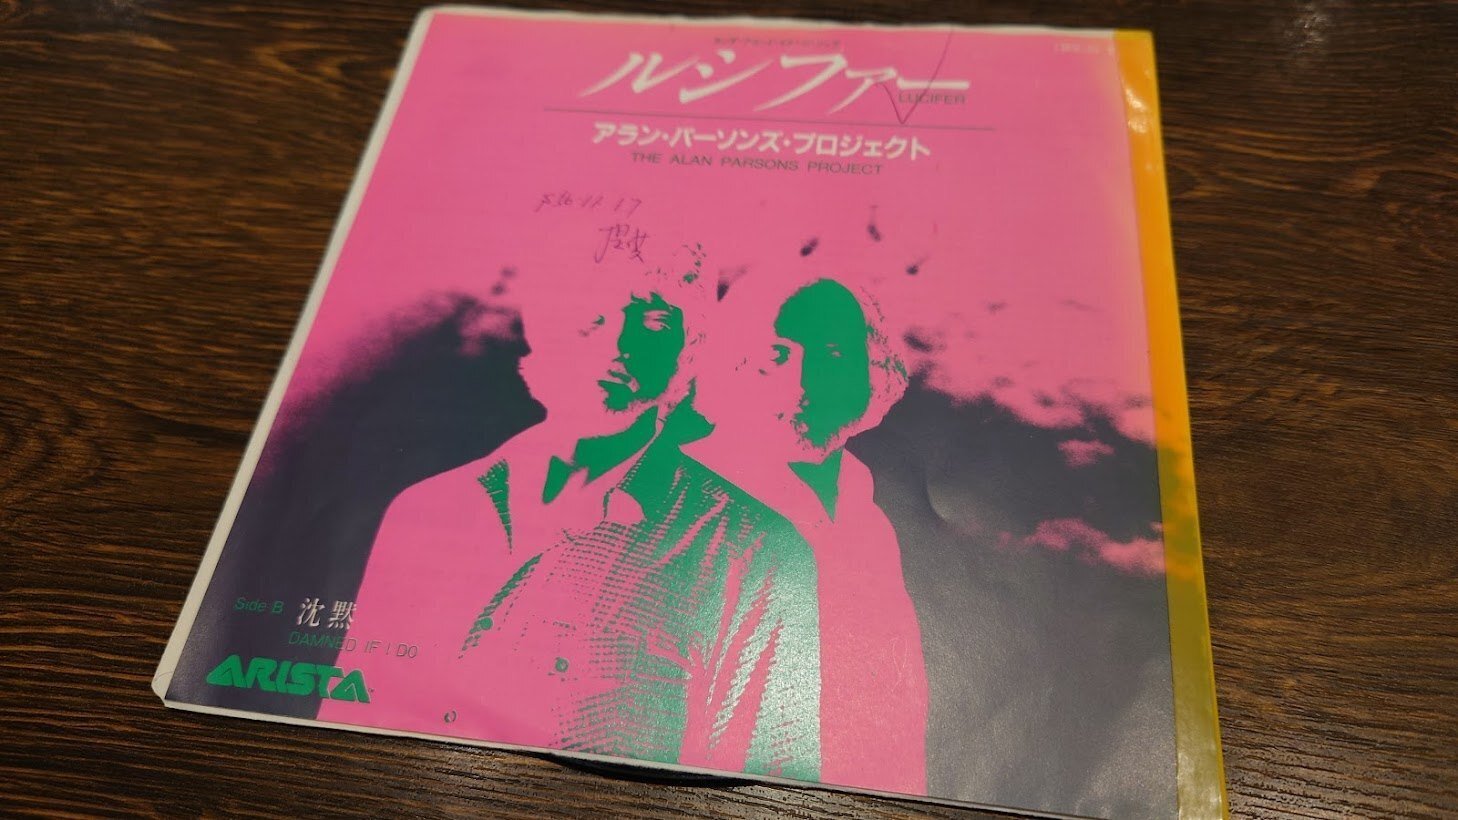 ルシファー
LUCIFER
アラン・パーソンズ・プロジェクト
THE ALAN PARSONS PROJECT
Side B 沈黙
DAMNED IF I DO
ARISTA